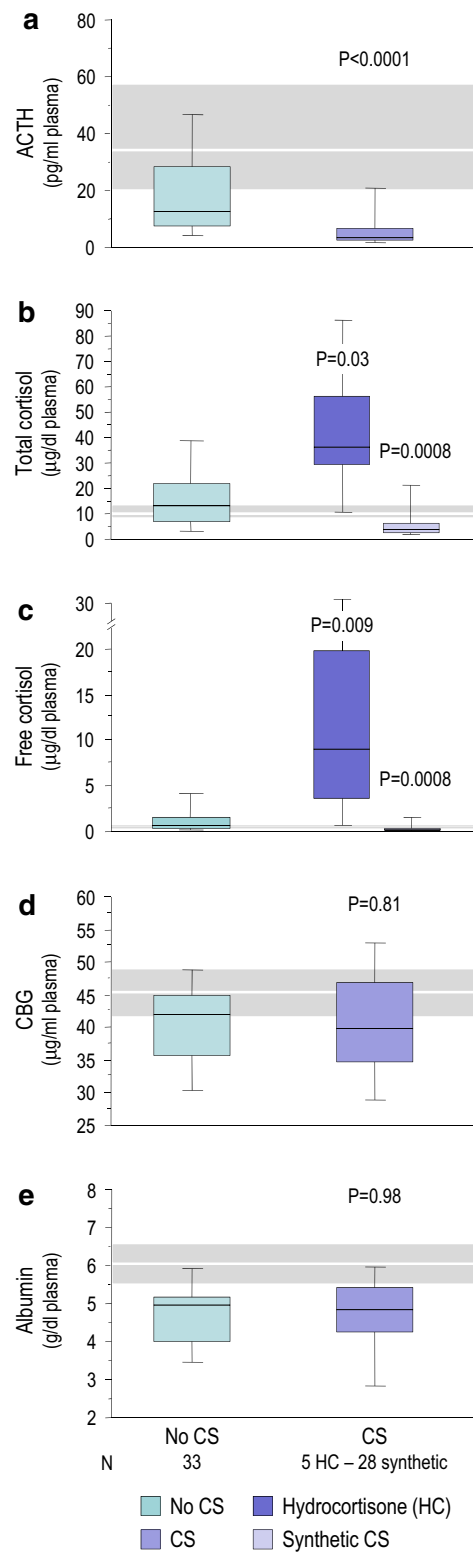 a
ACTH
(pg/ml plasma)
80
60
40
20
0
P<0.0001
b
Total cortisol
(µg/dl plasma)
90
80
70
60
50
40
30
20
10
0
P=0.03
P=0.0008
c
Free cortisol
(µg/dl plasma)
30
20
15
10
5
0
P=0.009
P=0.0008
d
CBG
(µg/ml plasma)
60
55
50
45
40
35
30
25
P=0.81
e
Albumin
(g/dl plasma)
8
7
6
5
4
3
2
P=0.98
No CS CS
N 33 5 HC – 28 synthetic
No CS Hydrocortisone (HC)
CS Synthetic CS